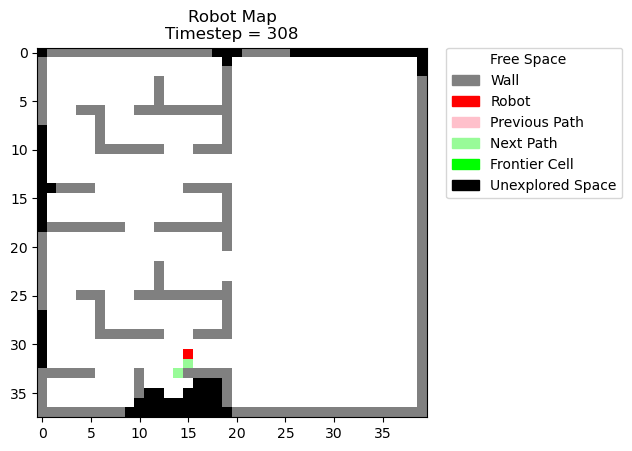 Robot Map
Timestep = 308
0
5
10
15
20
25
30
35
0
5
10
15
20
25
30
35
Free Space
Wall
Robot
Previous Path
Next Path
Frontier Cell
Unexplored Space